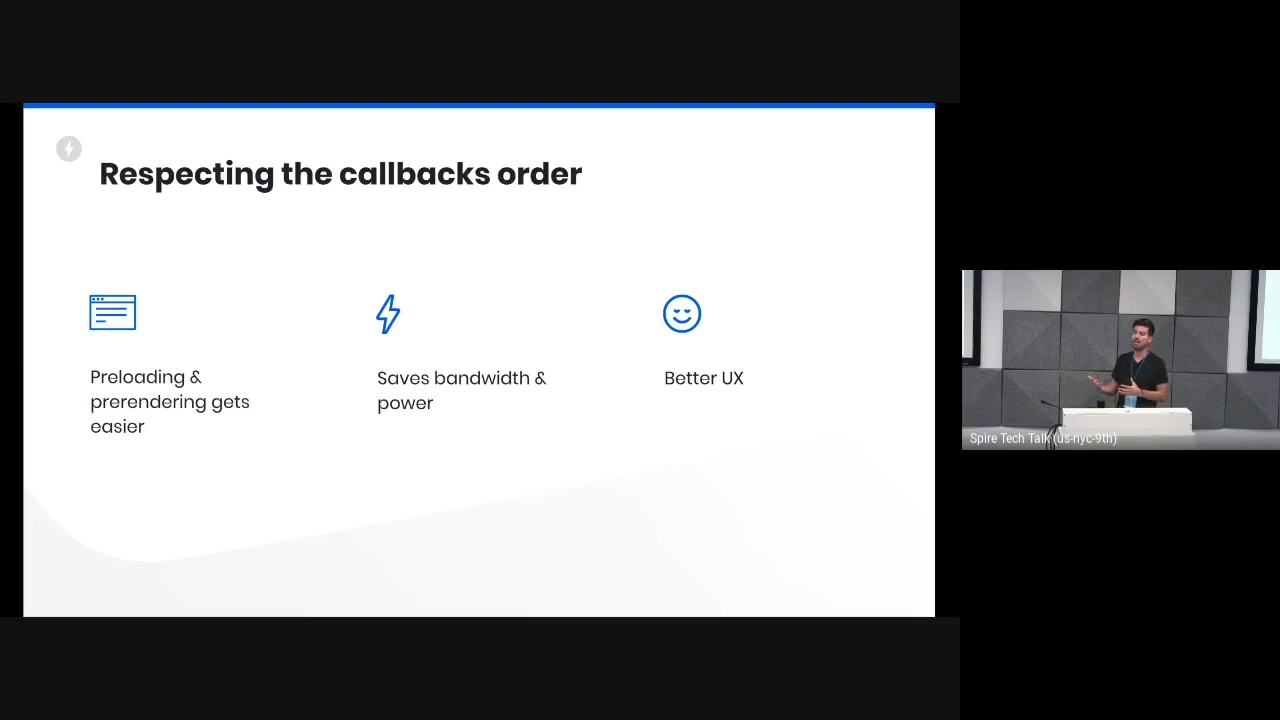 Respecting the callbacks order
Preloading &
prerendering gets
easier
Saves bandwidth &
power
Better UX
Spire Tech Talk (us-nyc-9th)